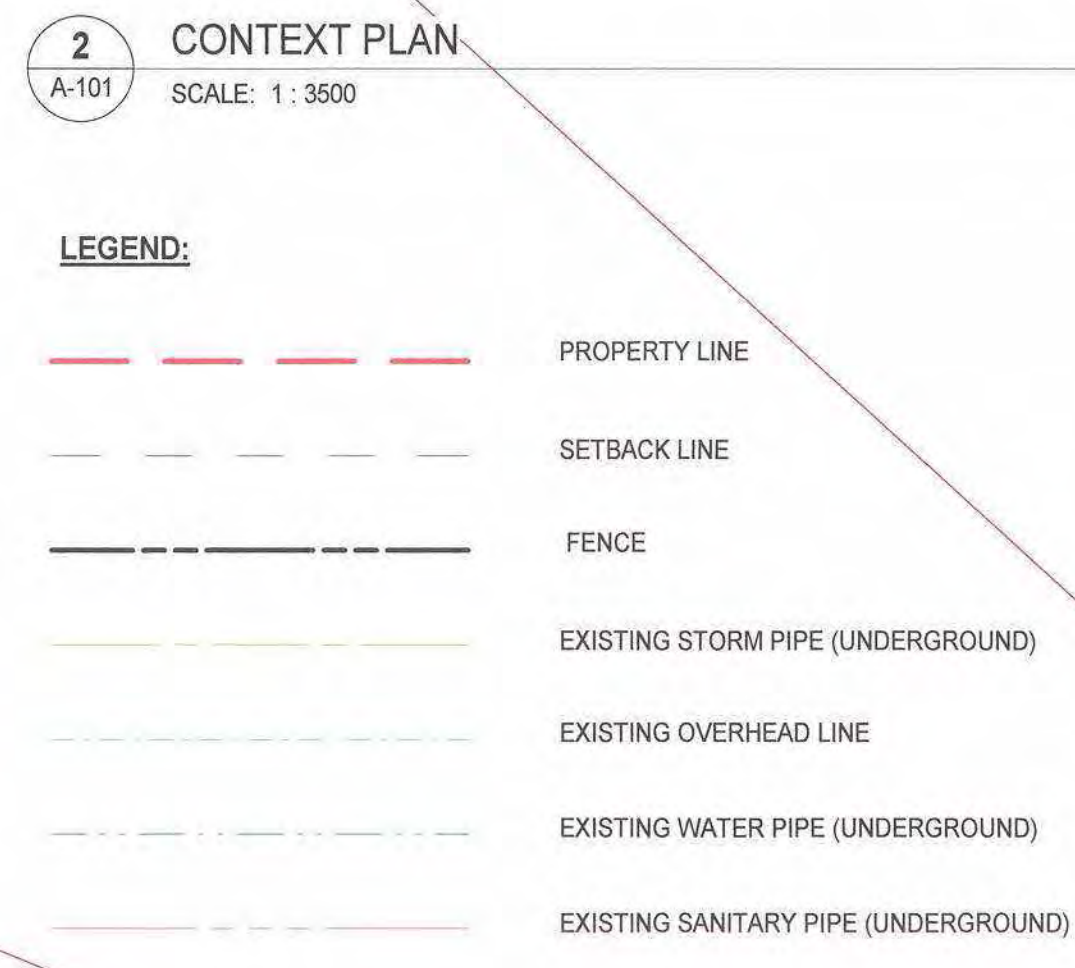 2
A-101
CONTEXT PLAN
SCALE: 1 : 3500
LEGEND:
PROPERTY LINE
SETBACK LINE
FENCE
EXISTING STORM PIPE (UNDERGROUND)
EXISTING OVERHEAD LINE
EXISTING WATER PIPE (UNDERGROUND)
EXISTING SANITARY PIPE (UNDERGROUND)